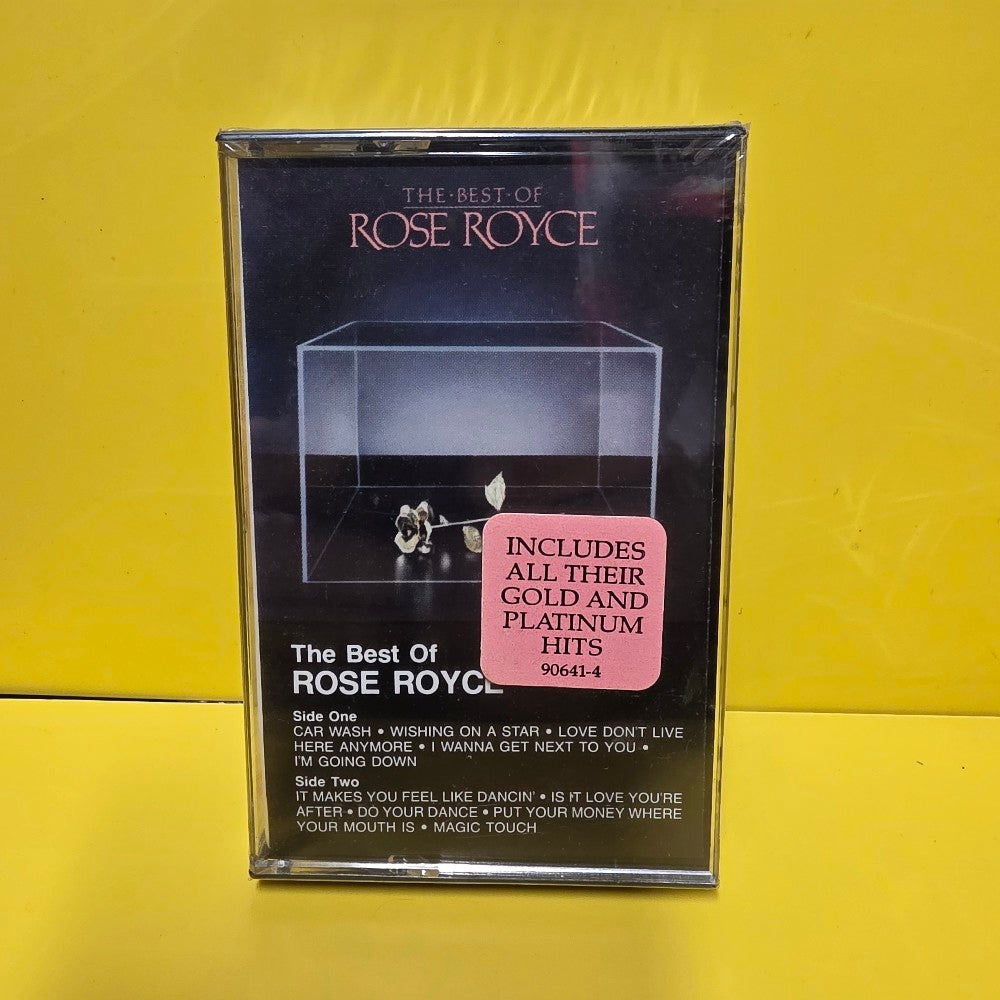 THE·BEST·OF
ROSE ROYCE
INCLUDES
ALL THEIR
GOLD AND
PLATINUM
HITS
90641-4
The Best Of
ROSE ROYCE
Side One
CAR WASH • WISHING ON A STAR • LOVE DON'T LIVE
HERE ANYMORE • I WANNA GET NEXT TO YOU •
I'M GOING DOWN
Side Two
IT MAKES YOU FEEL LIKE DANCIN' • IS IT LOVE YOU'RE
AFTER • DO YOUR DANCE • PUT YOUR MONEY WHERE
YOUR MOUTH IS • MAGIC TOUCH